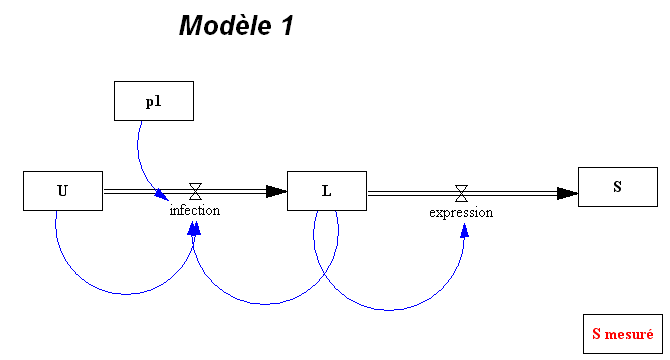 Modèle 1
p1
U
L
S
infection
expression
S mesuré